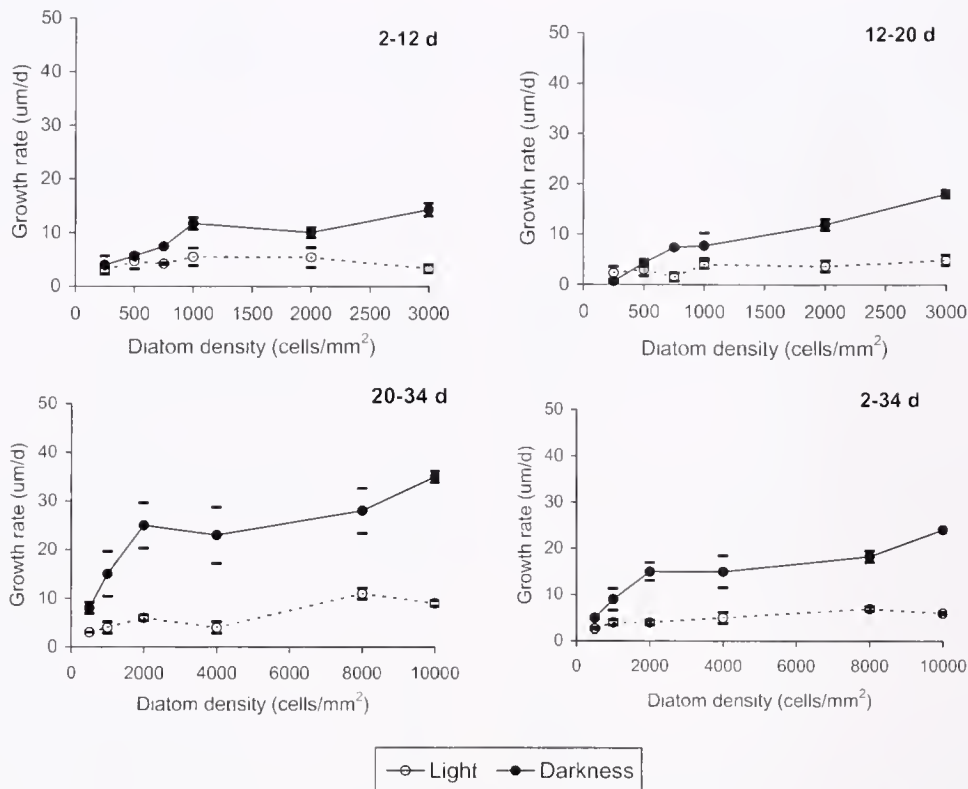 2-12 d
Growth rate (um/d)
50
40
30
20
10
0
0 500 1000 1500 2000 2500 3000
Diatom density (cells/mm²)
12-20 d
Growth rate (um/d)
50
40
30
20
10
0
0 500 1000 1500 2000 2500 3000
Diatom density (cells/mm²)
20-34 d
Growth rate (um/d)
50
40
30
20
10
0
0 2000 4000 6000 8000 10000
Diatom density (cells/mm²)
2-34 d
Growth rate (um/d)
50
40
30
20
10
0
0 2000 4000 6000 8000 10000
Diatom density (cells/mm²)
Light Darkness